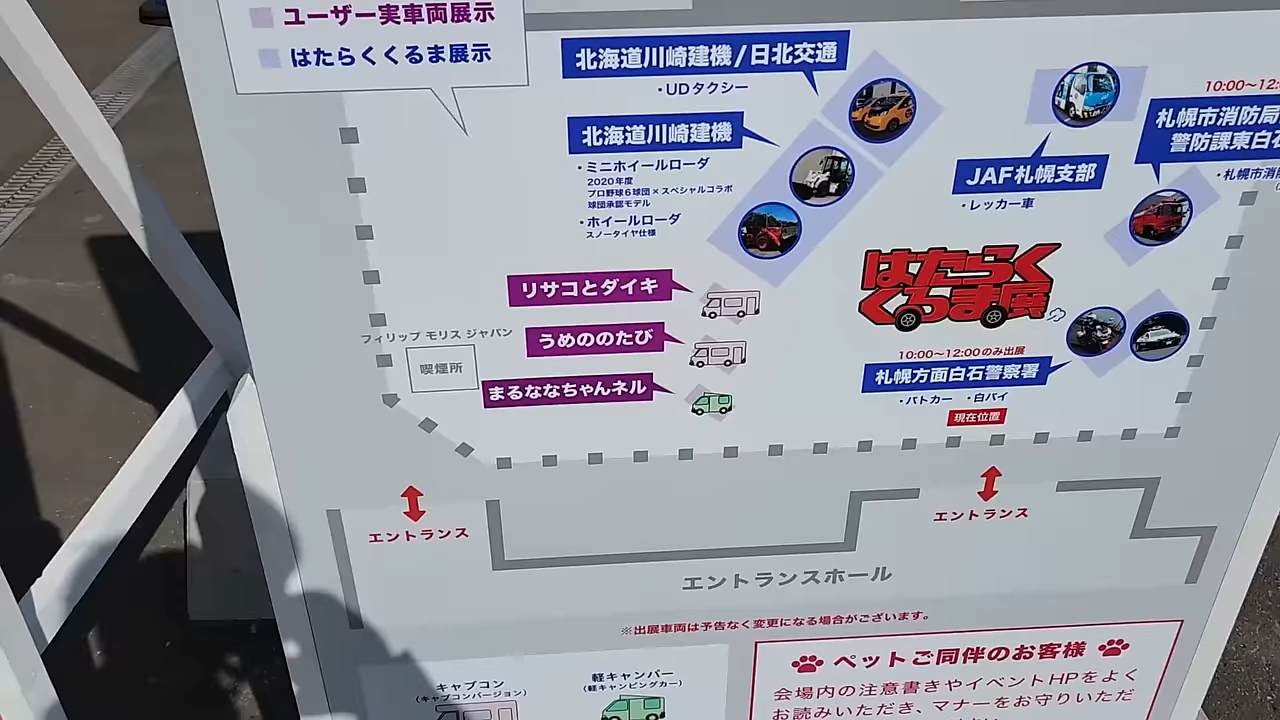 ユーザー実車両展示
はたらくくるま展示
北海道川崎建機/日北交通
・UDタクシー
北海道川崎建機
・ミニホイールローダ
2020年度
プロ野球6球団×スペシャルコラボ
球団承認モデル
・ホイールローダ
スノータイヤ仕様
JAF札幌支部
・レッカー車
10:00〜12:
札幌市消防局
警防課東白石
・札幌市消
リサコとダイキ
うめののたび
まるななちゃんネル
フィリップ モリス ジャパン
喫煙所
はたらく
くるま展
10:00〜12:00のみ出展
札幌方面白石警察署
・パトカー ・白バイ
現在位置
エントランス
エントランス
エントランスホール
※出展車両は予告なく変更になる場合がございます。
キャブコン
(キャブコンバージョン)
軽キャンパー
(軽キャンピングカー)
ペットご同伴のお客様
会場内の注意書きやイベントHPをよく
お読みいただき、マナーをお守りいただ